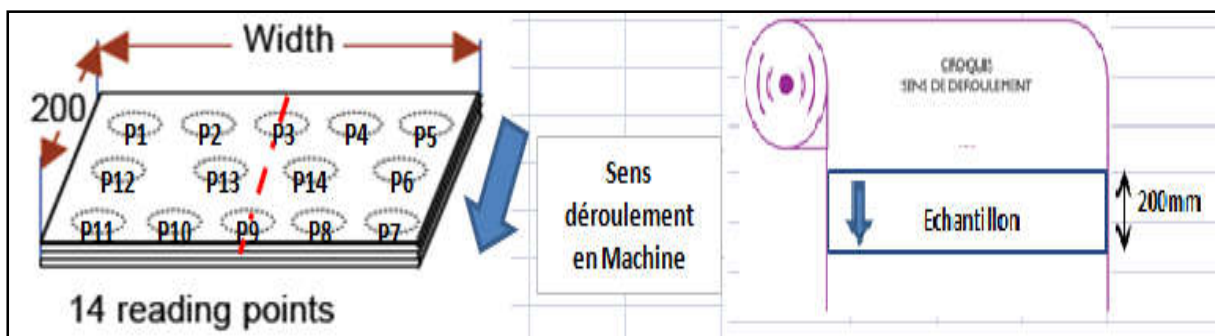 Width
200
P1 P2 P3 P4 P5
P12 P13 P14 P6
P11 P10 P9 P8 P7
14 reading points
Sens
déroulement
en Machine
CROQUIS
SENS DE DEROULEMENT
Echantillon
200mm